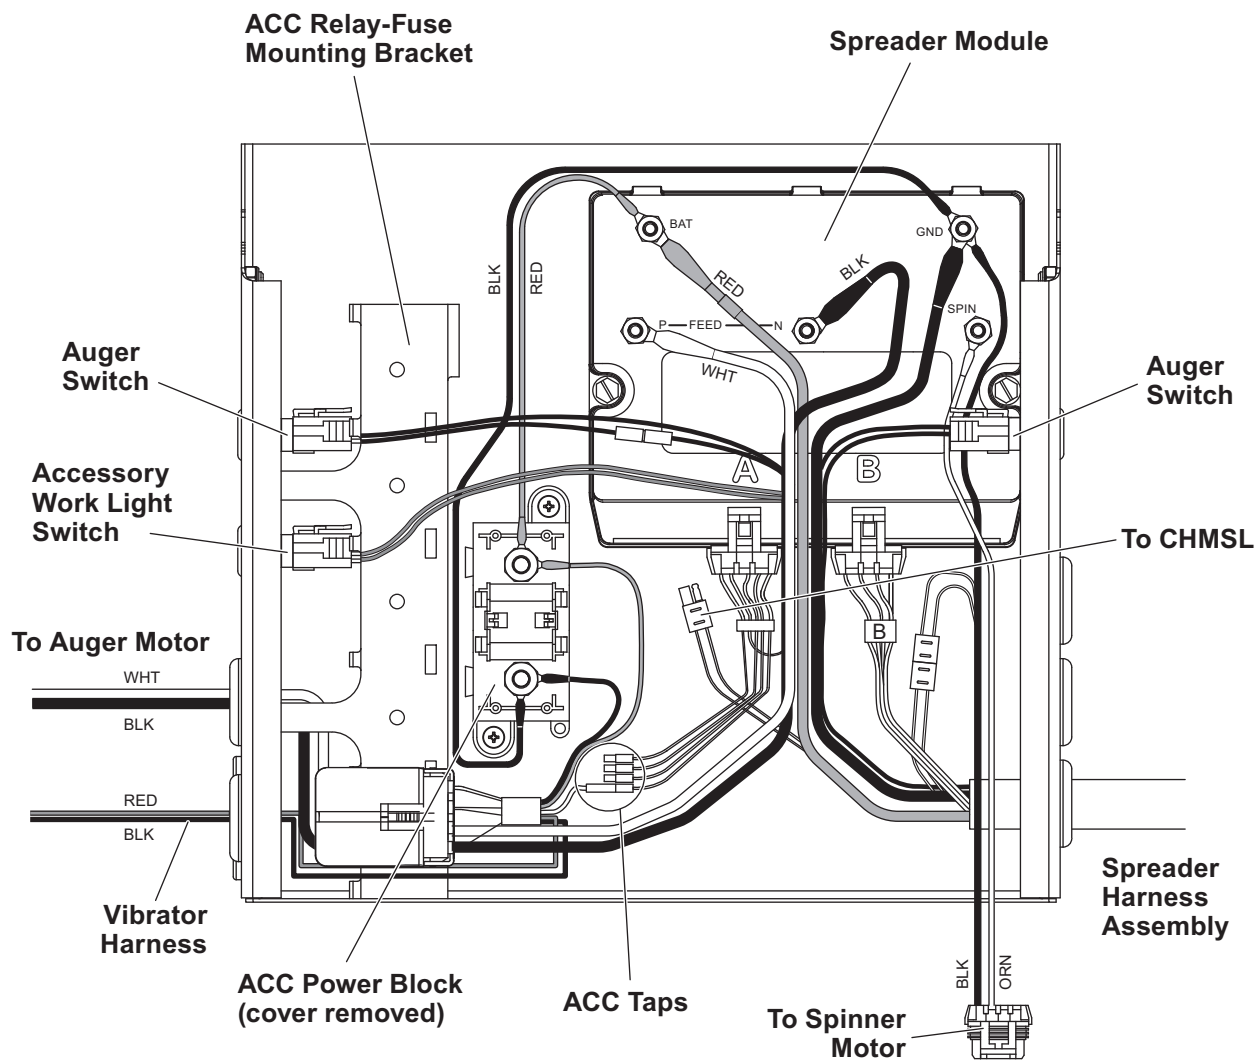 ACC Relay-Fuse
Mounting Bracket
Spreader Module
BAT
GND
BLK
RED
RED
BLK
SPIN
P
FEED
N
WHT
Auger
Switch
Auger
Switch
Accessory
Work Light
Switch
A
B
To CHMSL
B
To Auger Motor
WHT
BLK
RED
BLK
Vibrator
Harness
ACC Power Block
(cover removed)
ACC Taps
Spreader
Harness
Assembly
BLK
ORN
To Spinner
Motor